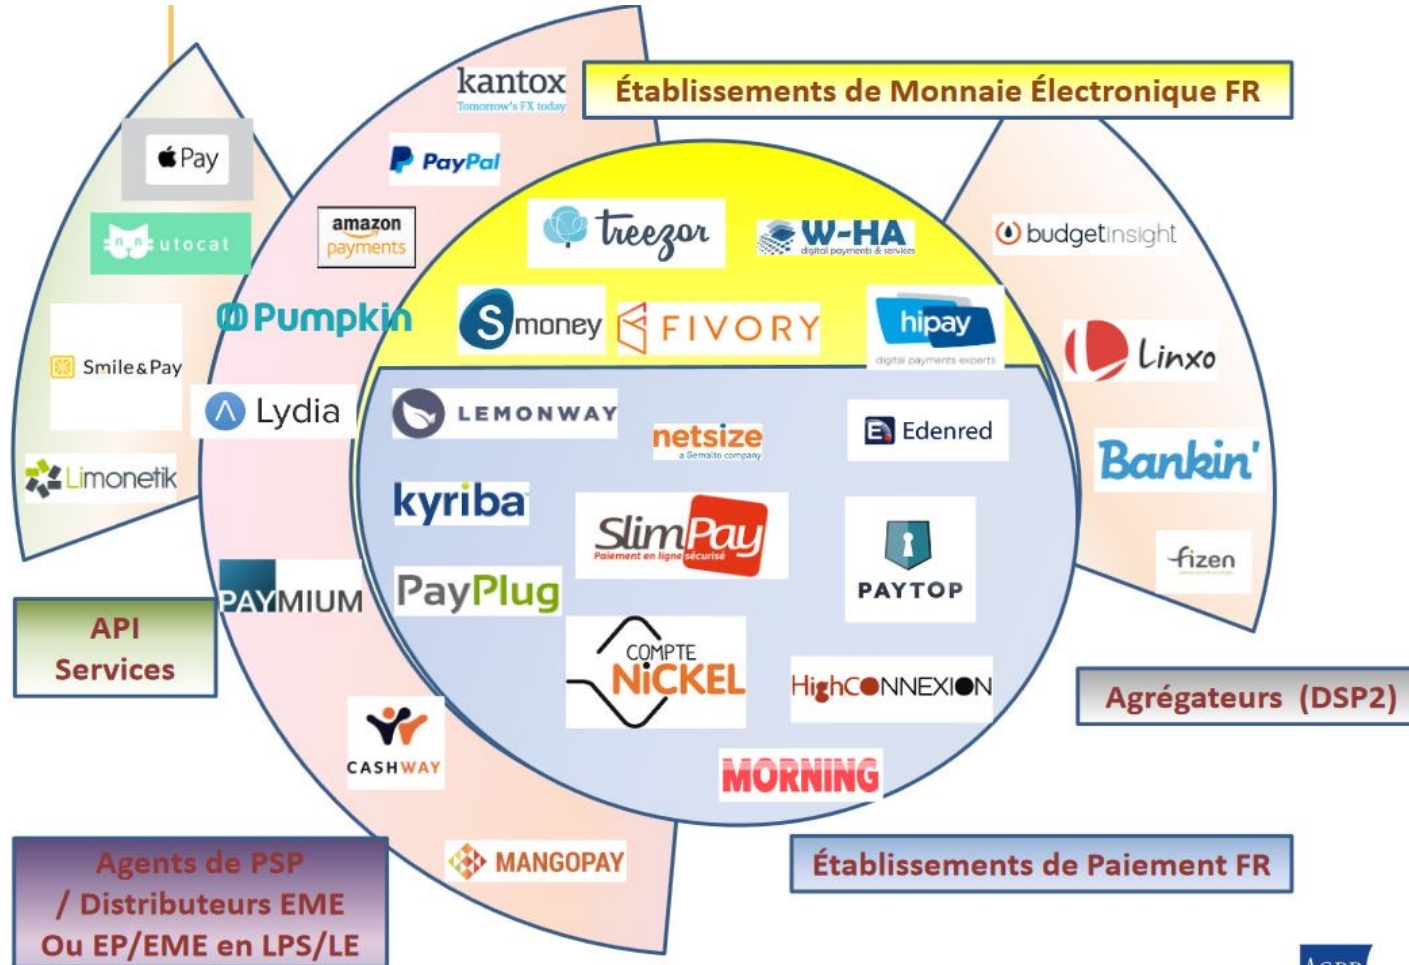 kantox
Tomorrow's FX today
Établissements de Monnaie Électronique FR
Pay
PayPal
utocat
amazon
payments
treezor
W-HA
digital payments & services
budgetinsight
Pumpkin
S money
FIVORY
hipay
digital payments experts
Linxo
Smile&Pay
Lydia
LEMONWAY
netsize
a Gemalto company
Edenred
Bankin'
Limonetik
kyriba
SlimPay
Paiement en ligne sécurisé
PAYTOP
fizen
PAYMIUM
PayPlug
API
Services
COMPTE
NiCKEL
HighCONNEXION
Agrégateurs (DSP2)
CASHWAY
MORNING
Agents de PSP
/ Distributeurs EME
Ou EP/EME en LPS/LE
MANGOPAY
Établissements de Paiement FR